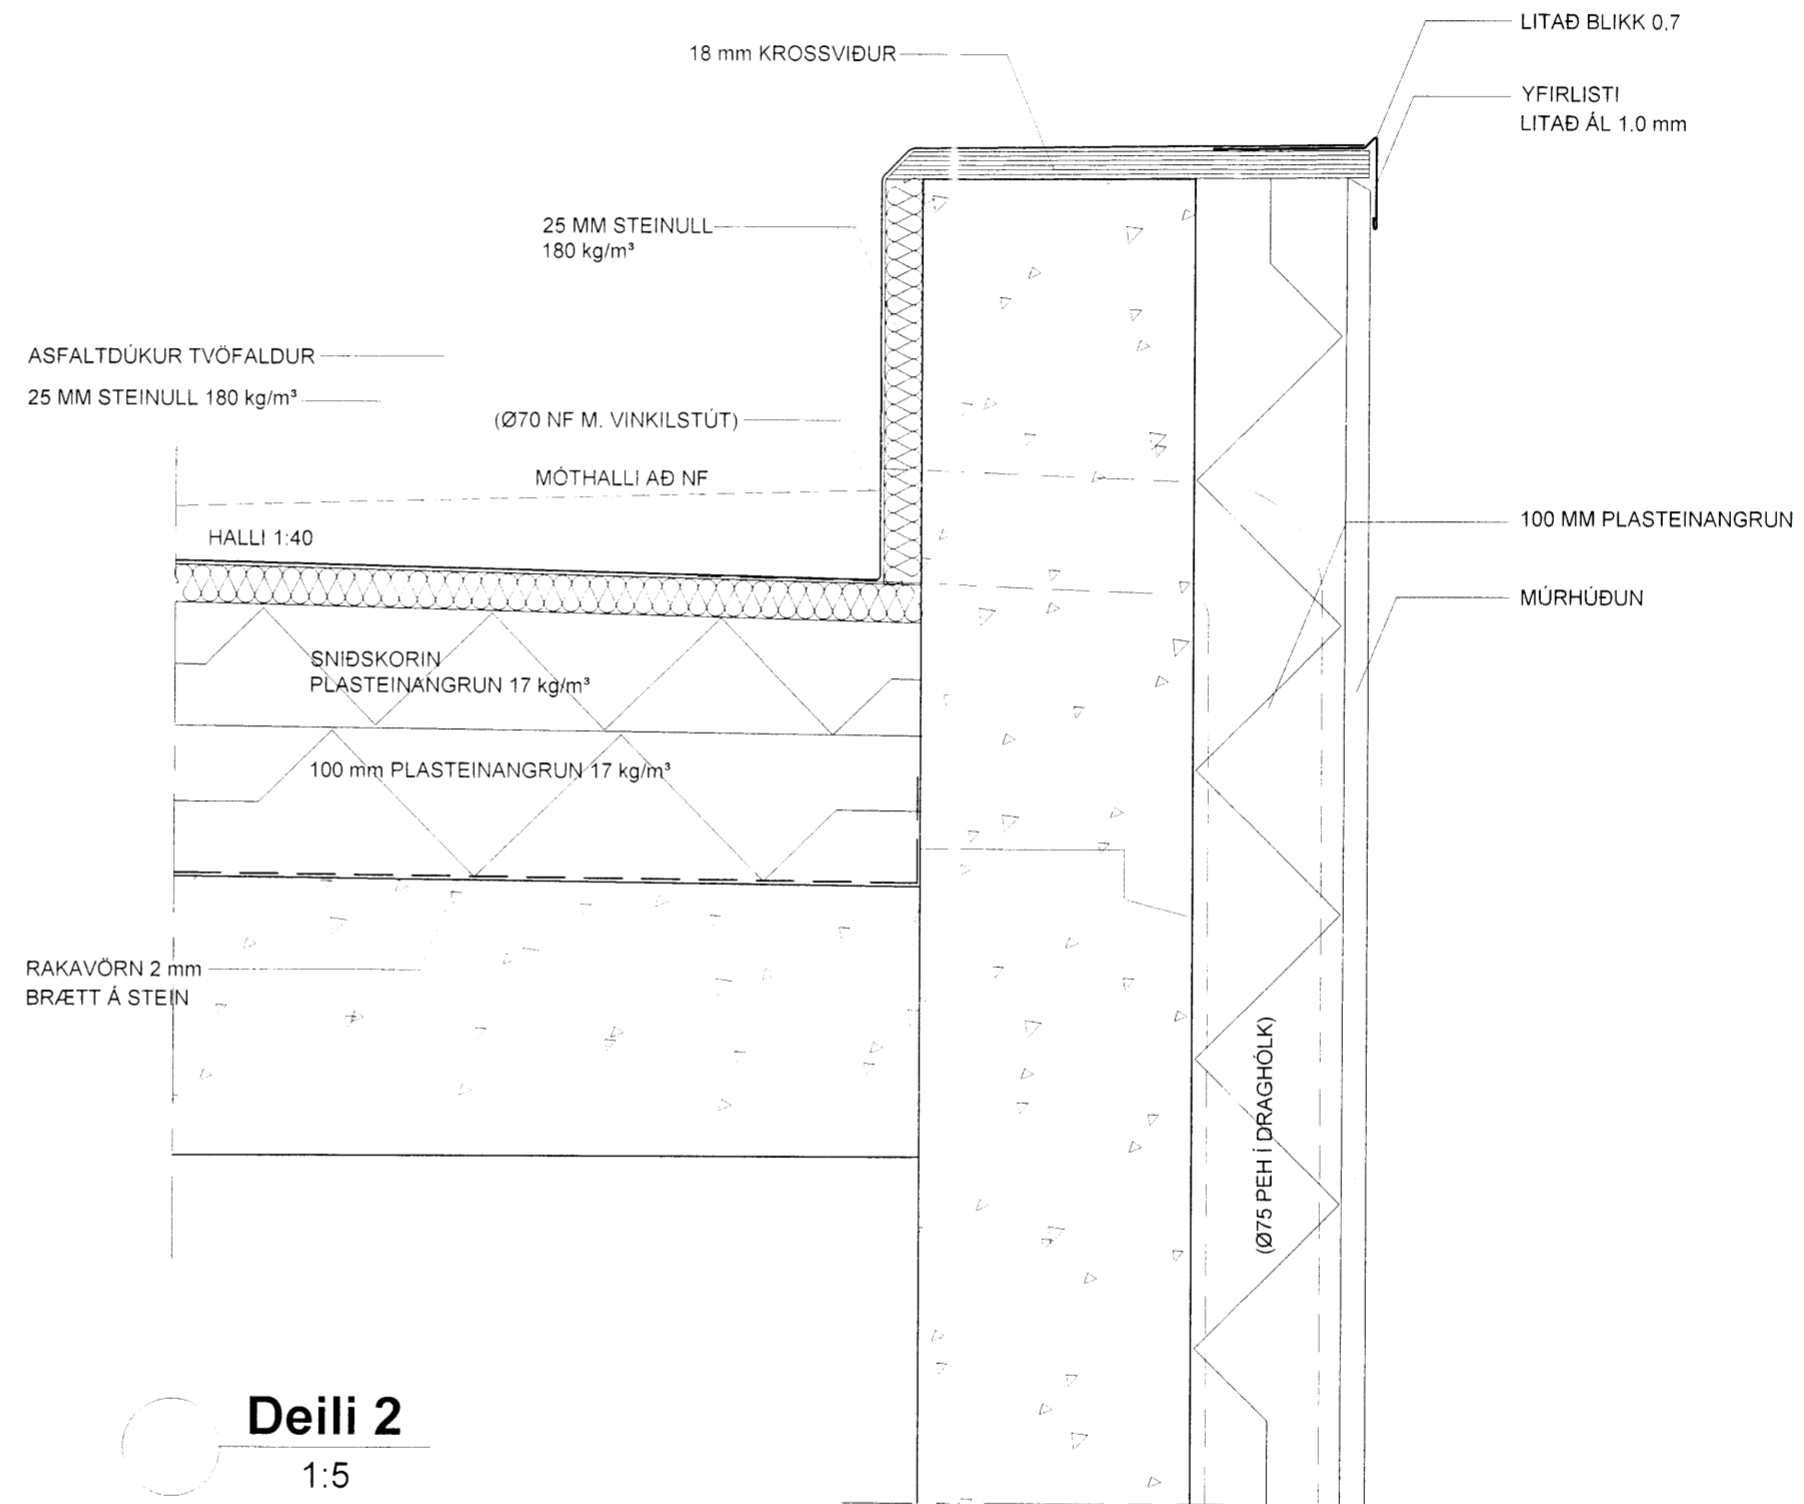 LITAÐ BLIKK 0,7
18 mm KROSSVIÐUR
YFIRLISTI
LITAÐ ÁL 1.0 mm
25 MM STEINULL
180 kg/m³
ASFALTDÚKUR TVÖFALDUR
25 MM STEINULL 180 kg/m³
(Ø70 NF M. VINKILSTÚT)
MÓTHALLI AÐ NF
HALLI 1:40
100 MM PLASTEINANGRUN
MÚRHÚÐUN
SNIÐSKORIN
PLASTEINANGRUN 17 kg/m³
100 mm PLASTEINANGRUN 17 kg/m³
RAKAVÖRN 2 mm
BRÆTT Á STEIN
(Ø75 PEH Í DRAGHÓLK)
Deili 2
1:5